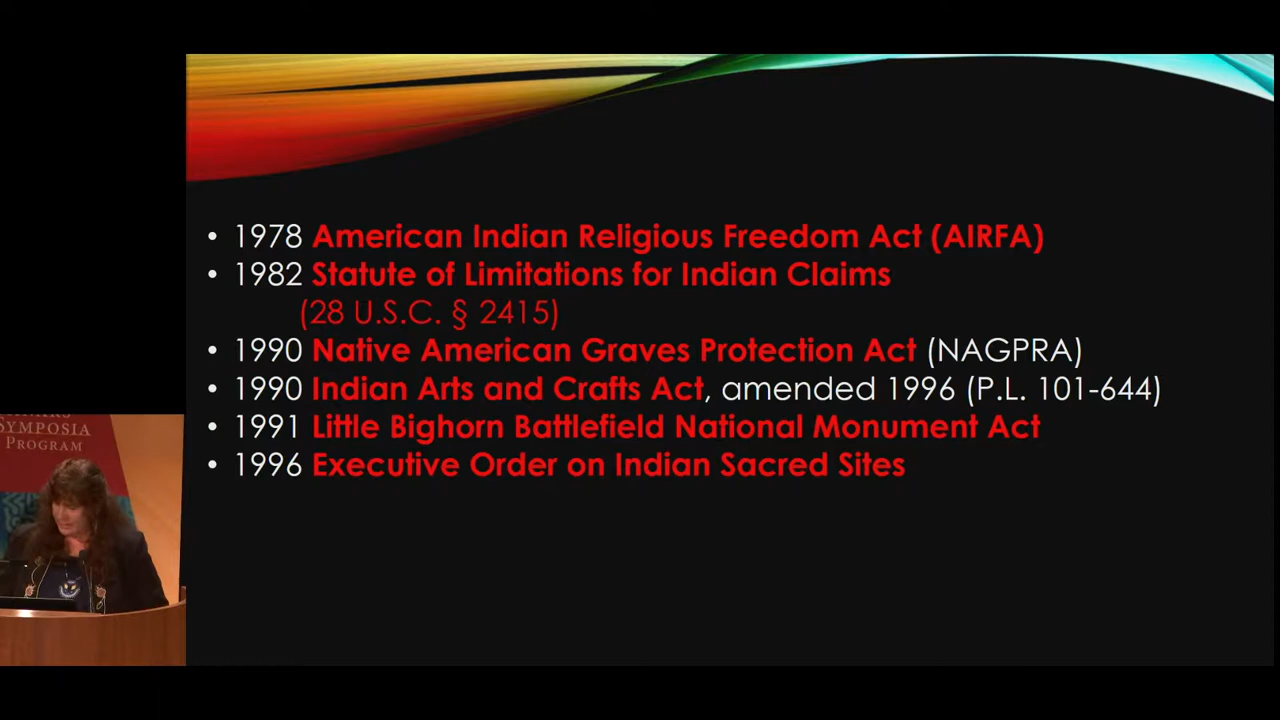 • 1978 American Indian Religious Freedom Act (AIRFA)
• 1982 Statute of Limitations for Indian Claims
(28 U.S.C. § 2415)
• 1990 Native American Graves Protection Act (NAGPRA)
• 1990 Indian Arts and Crafts Act, amended 1996 (P.L. 101-644)
• 1991 Little Bighorn Battlefield National Monument Act
• 1996 Executive Order on Indian Sacred Sites
SYMPOSIA
PROGRAM